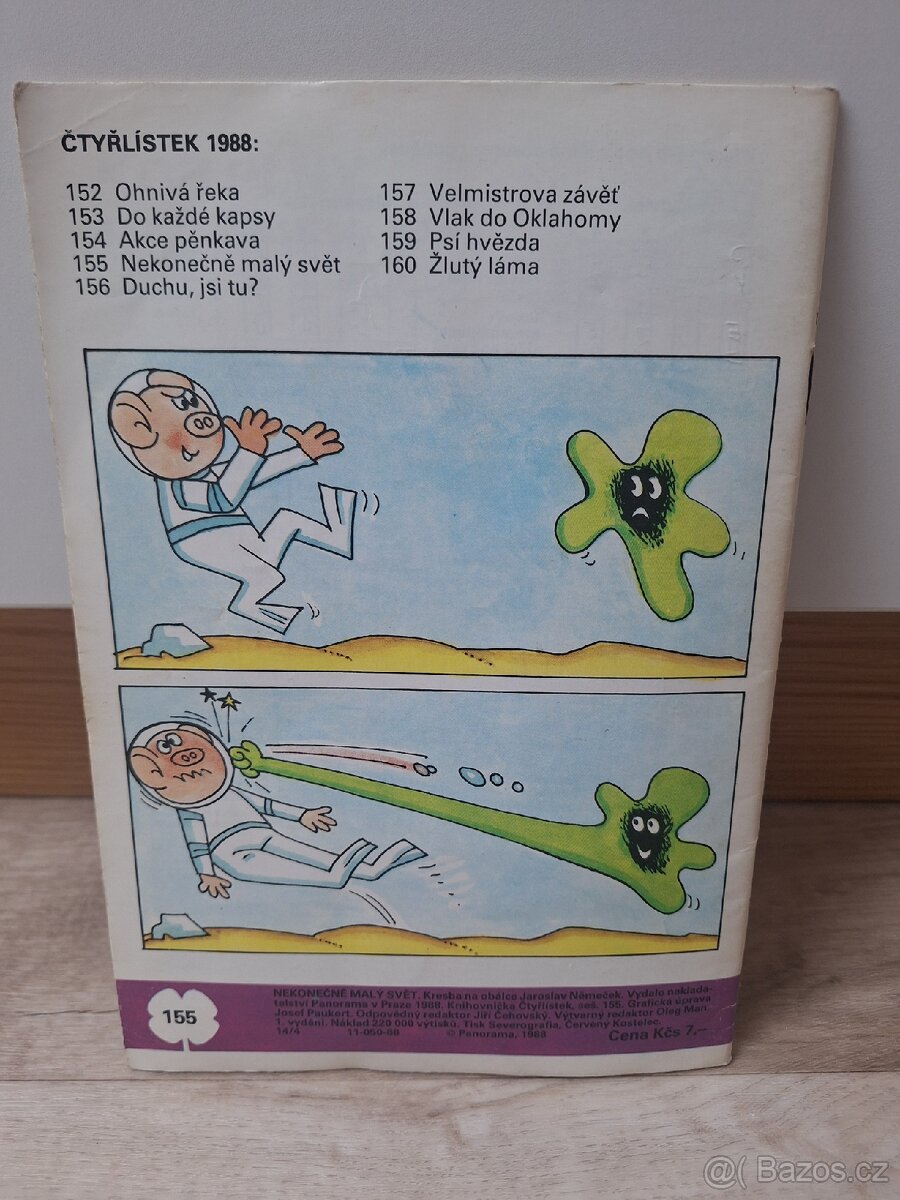 ČTYŘLÍSTEK 1988:
152 Ohnivá řeka
153 Do každé kapsy
154 Akce pěnkava
155 Nekonečně malý svět
156 Duchu, jsi tu?
157 Velmistrova závěť
158 Vlak do Oklahomy
159 Psí hvězda
160 Žlutý láma
155
NEKONEČNĚ MALÝ SVĚT. Kresba na obálce Jaroslav Němeček. Vydalo naklada-
telství Panorama v Praze 1988. Knihovnička Čtyřlístek, seš. 155. Grafická úprava
Josef Paukert. Odpovědný redaktor Jiří Čehovský. Výtvarný redaktor Oleg Man.
1. vydání. Náklad 220 000 výtisků. Tisk Severografia, Červený Kostelec.
14/4 11-050-88 © Panorama, 1988
Cena Kčs 7,–
@( Bazos.cz